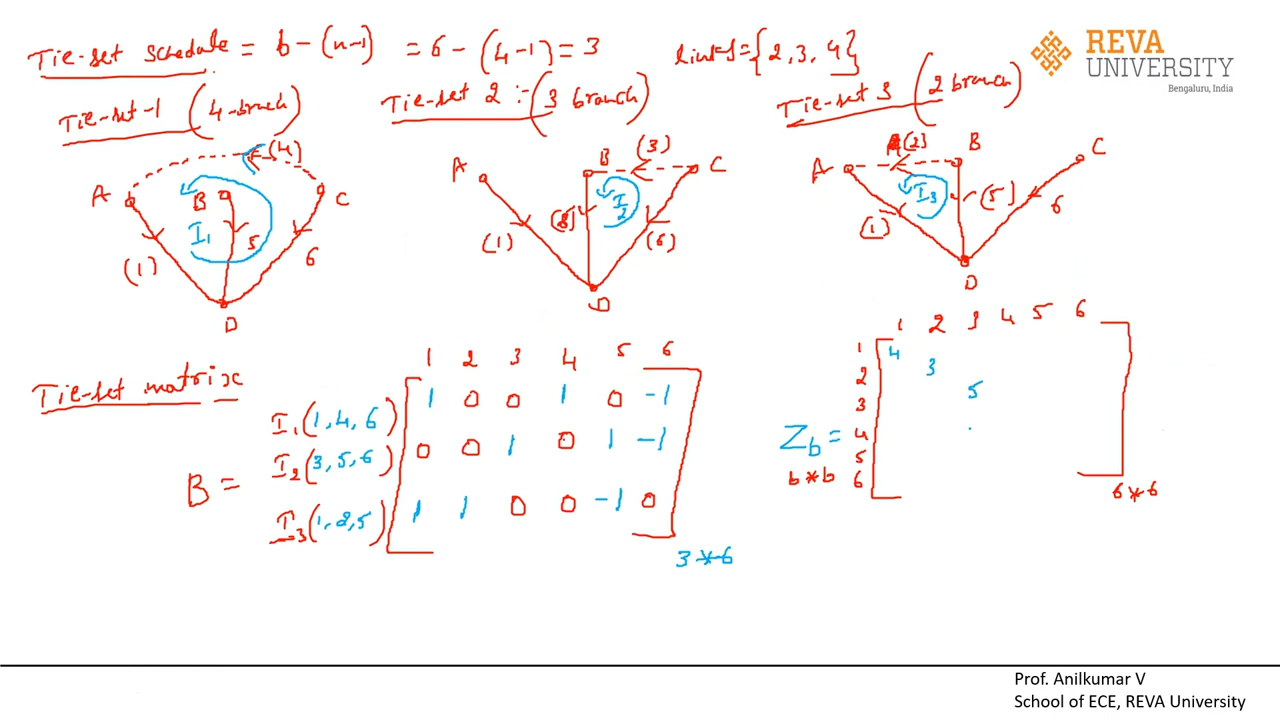 Tie-set schedule = b - (n-1) = 6 - (4-1) = 3
links = {2, 3, 4}
REVA
UNIVERSITY
Bengaluru, India
Tie-set-1 (4-branch)
Tie-set 2 :- (3 branch)
Tie-set 3 (2 branch)
(4)
A B C
I1
(1) 5 6
D
(3)
A B C
I2
(1) (5) (6)
D
(2)
A B C
I3
(1) (5) 6
D
Tie-set matrix
1 2 3 4 5 6
I1 (1, 4, 6) 1 0 0 1 0 -1
I2 (3, 5, 6) 0 0 1 0 1 -1
B =
I3 (1, 2, 5) 1 1 0 0 -1 0
3*6
1 2 3 4 5 6
1 4
2 3
3 5
Zb = 4
5
b*b 6
6*6
Prof. Anilkumar V
School of ECE, REVA University